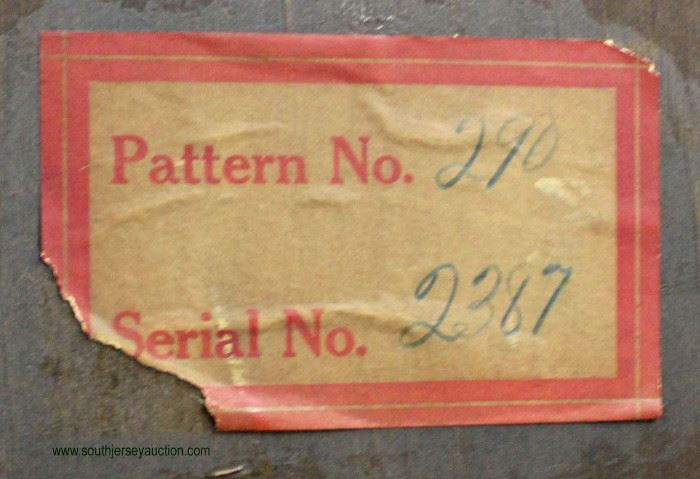 Pattern No. 290
Serial No. 2387
www.southjerseyauction.com